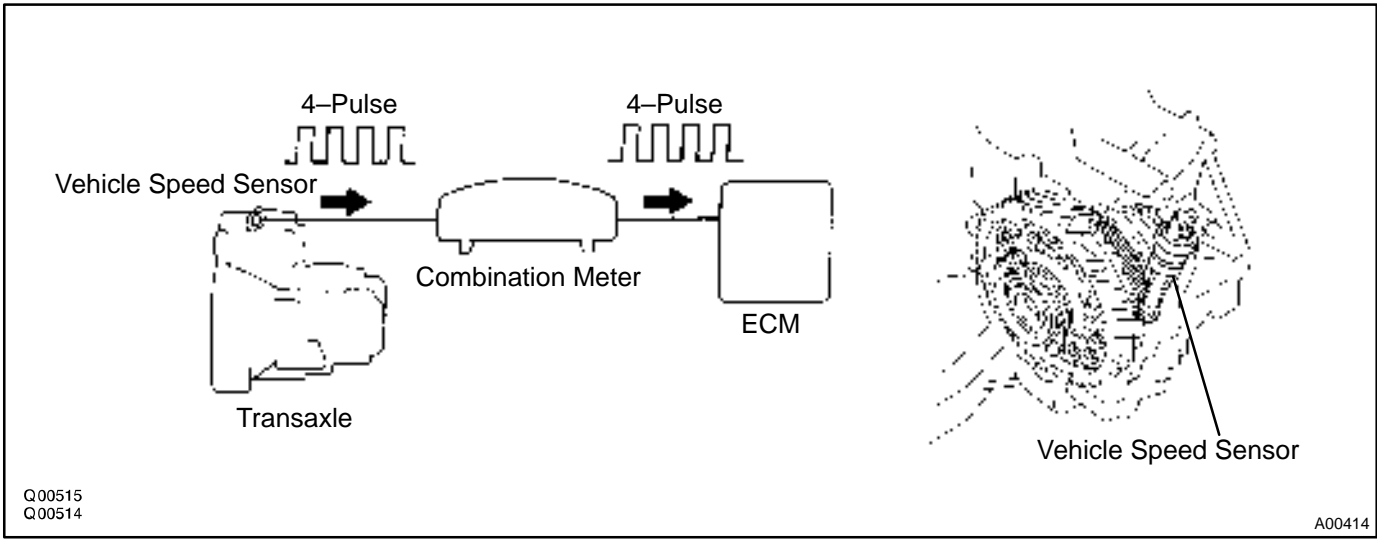 4–Pulse
4–Pulse
Vehicle Speed Sensor
Combination Meter
ECM
Transaxle
Vehicle Speed Sensor
Q00515
Q00514
A00414